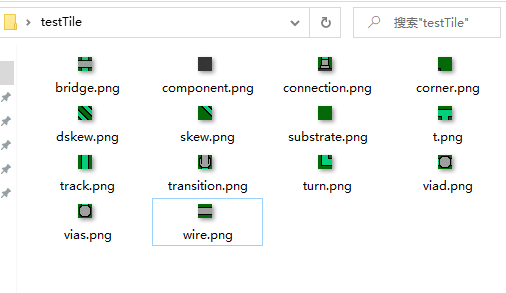 testTile
搜索"testTile"
bridge.png component.png connection.png corner.png
dskew.png skew.png substrate.png t.png
track.png transition.png turn.png viad.png
vias.png wire.png